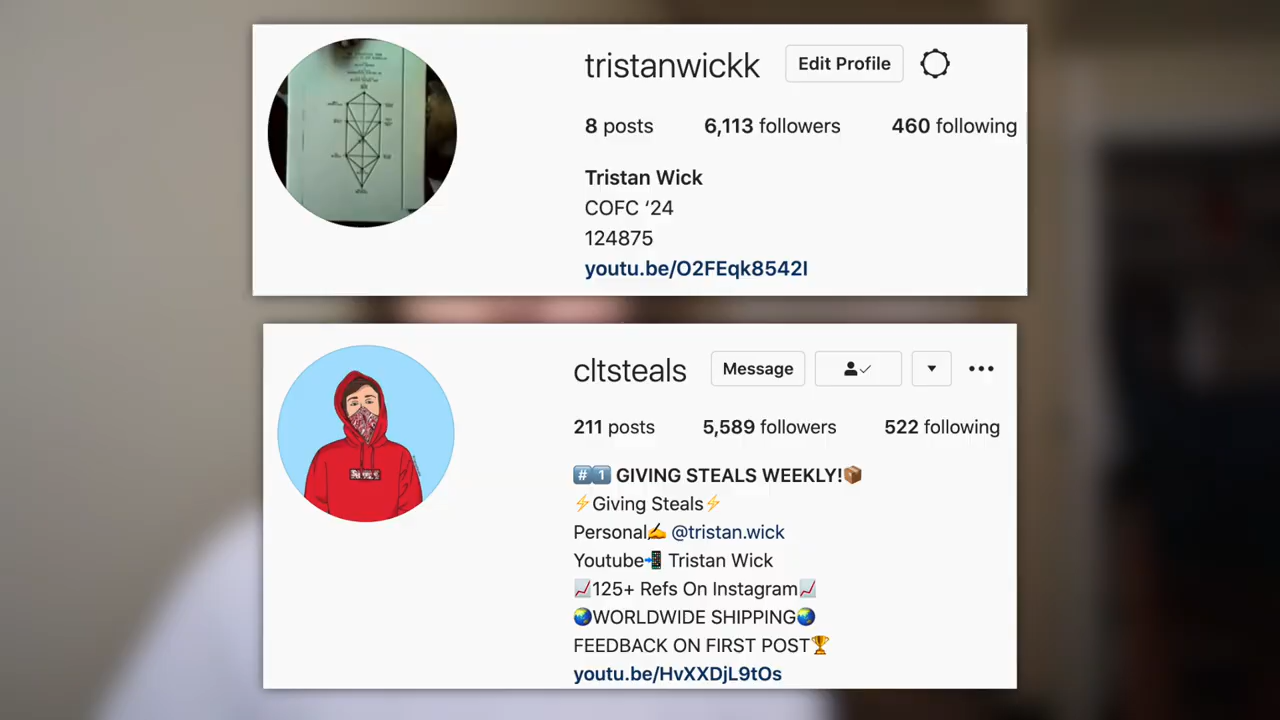 tristanwickk Edit Profile
8 posts 6,113 followers 460 following
Tristan Wick
COFC ‘24
124875
youtu.be/O2FEqk8542I
cltsteals Message
211 posts 5,589 followers 522 following
#️⃣1️⃣ GIVING STEALS WEEKLY!📦
⚡Giving Steals⚡
Personal✍️ @tristan.wick
Youtube📲 Tristan Wick
📈125+ Refs On Instagram📈
🌏WORLDWIDE SHIPPING🌏
FEEDBACK ON FIRST POST🏆
youtu.be/HvXXDjL9tOs